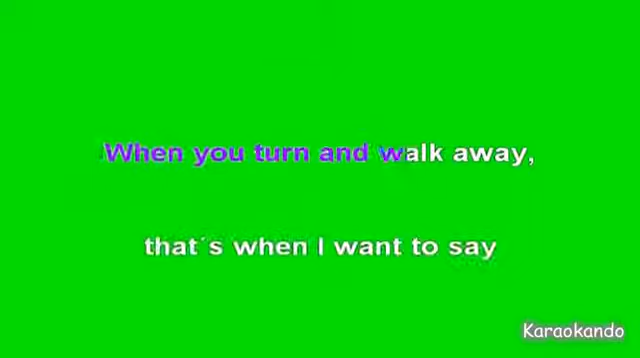 When you turn and walk away,
that´s when I want to say
Karaokando